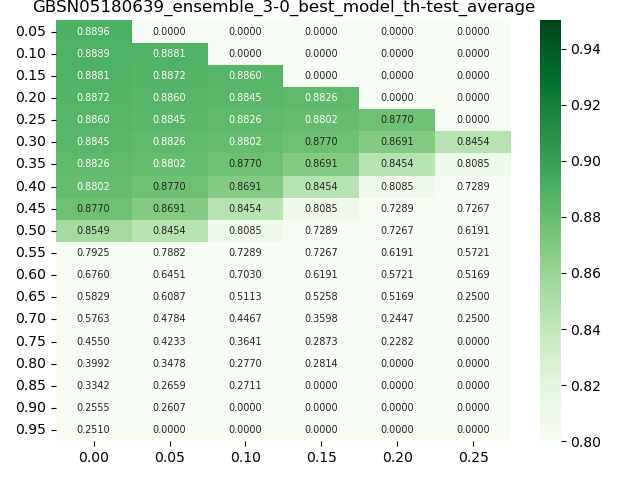 GBSN05180639_ensemble_3-0_best_model_th-test_average
0.05 0.8896 0.0000 0.0000 0.0000 0.0000 0.0000
0.10 0.8889 0.8881 0.0000 0.0000 0.0000 0.0000
0.15 0.8881 0.8872 0.8860 0.0000 0.0000 0.0000
0.20 0.8872 0.8860 0.8845 0.8826 0.0000 0.0000
0.25 0.8860 0.8845 0.8826 0.8802 0.8770 0.0000
0.30 0.8845 0.8826 0.8802 0.8770 0.8691 0.8454
0.35 0.8826 0.8802 0.8770 0.8691 0.8454 0.8085
0.40 0.8802 0.8770 0.8691 0.8454 0.8085 0.7289
0.45 0.8770 0.8691 0.8454 0.8085 0.7289 0.7267
0.50 0.8549 0.8454 0.8085 0.7289 0.7267 0.6191
0.55 0.7925 0.7882 0.7289 0.7267 0.6191 0.5721
0.60 0.6760 0.6451 0.7030 0.6191 0.5721 0.5169
0.65 0.5829 0.6087 0.5113 0.5258 0.5169 0.2500
0.70 0.5763 0.4784 0.4467 0.3598 0.2447 0.2500
0.75 0.4550 0.4233 0.3641 0.2873 0.2282 0.0000
0.80 0.3992 0.3478 0.2770 0.2814 0.0000 0.0000
0.85 0.3342 0.2659 0.2711 0.0000 0.0000 0.0000
0.90 0.2555 0.2607 0.0000 0.0000 0.0000 0.0000
0.95 0.2510 0.0000 0.0000 0.0000 0.0000 0.0000
0.00 0.05 0.10 0.15 0.20 0.25
0.94
0.92
0.90
0.88
0.86
0.84
0.82
0.80